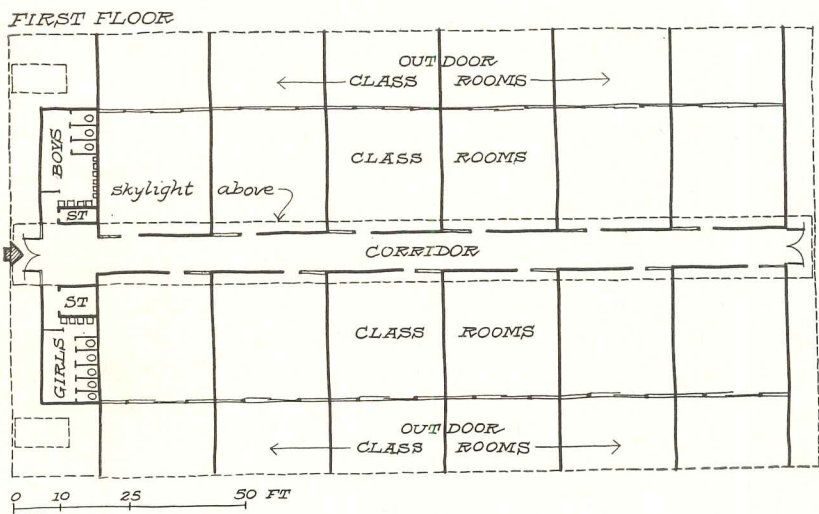 FIRST FLOOR
OUT DOOR
CLASS ROOMS
BOYS
CLASS ROOMS
skylight above
ST
CORRIDOR
ST
CLASS ROOMS
GIRLS
OUT DOOR
CLASS ROOMS
0 10 25 50 FT